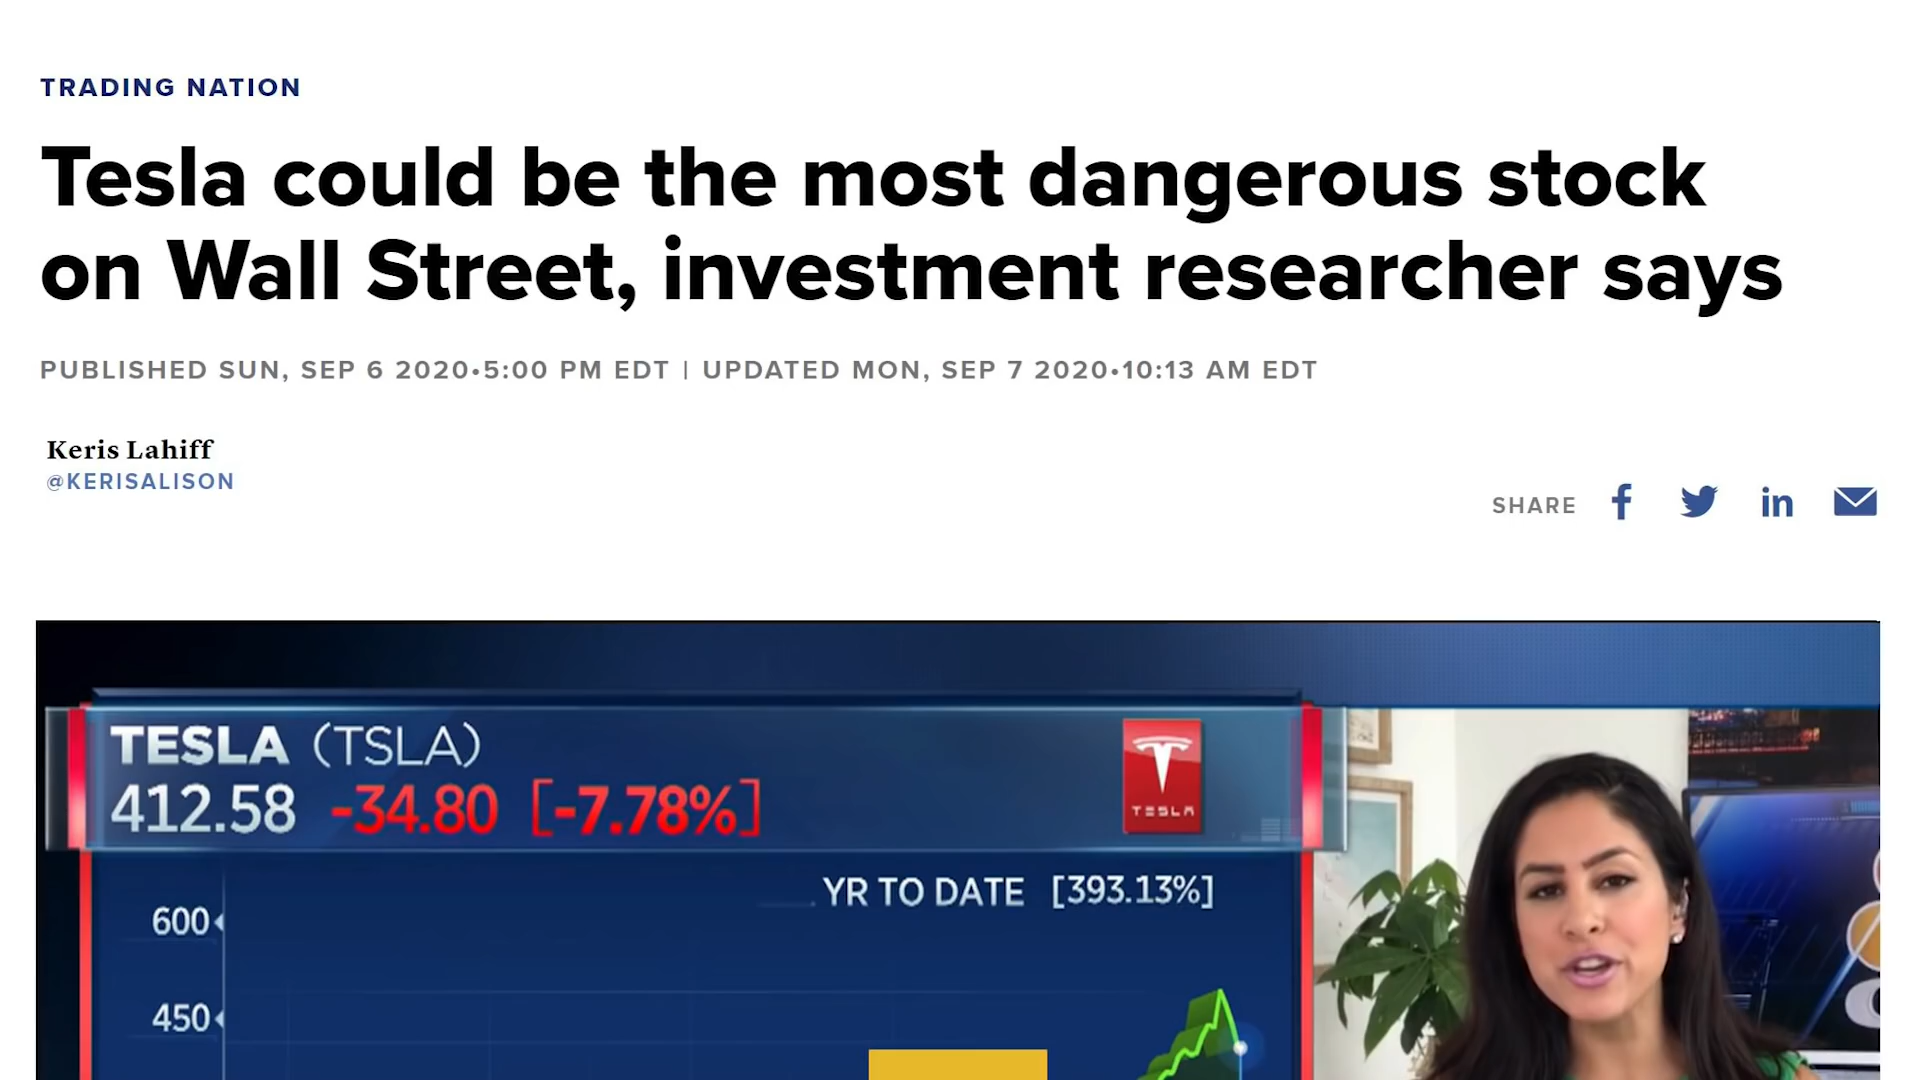 TRADING NATION
Tesla could be the most dangerous stock
on Wall Street, investment researcher says
PUBLISHED SUN, SEP 6 2020•5:00 PM EDT | UPDATED MON, SEP 7 2020•10:13 AM EDT
Keris Lahiff
@KERISALISON
SHARE
TESLA (TSLA)
412.58 -34.80 [-7.78%]
TESLA
YR TO DATE [393.13%]
600
450